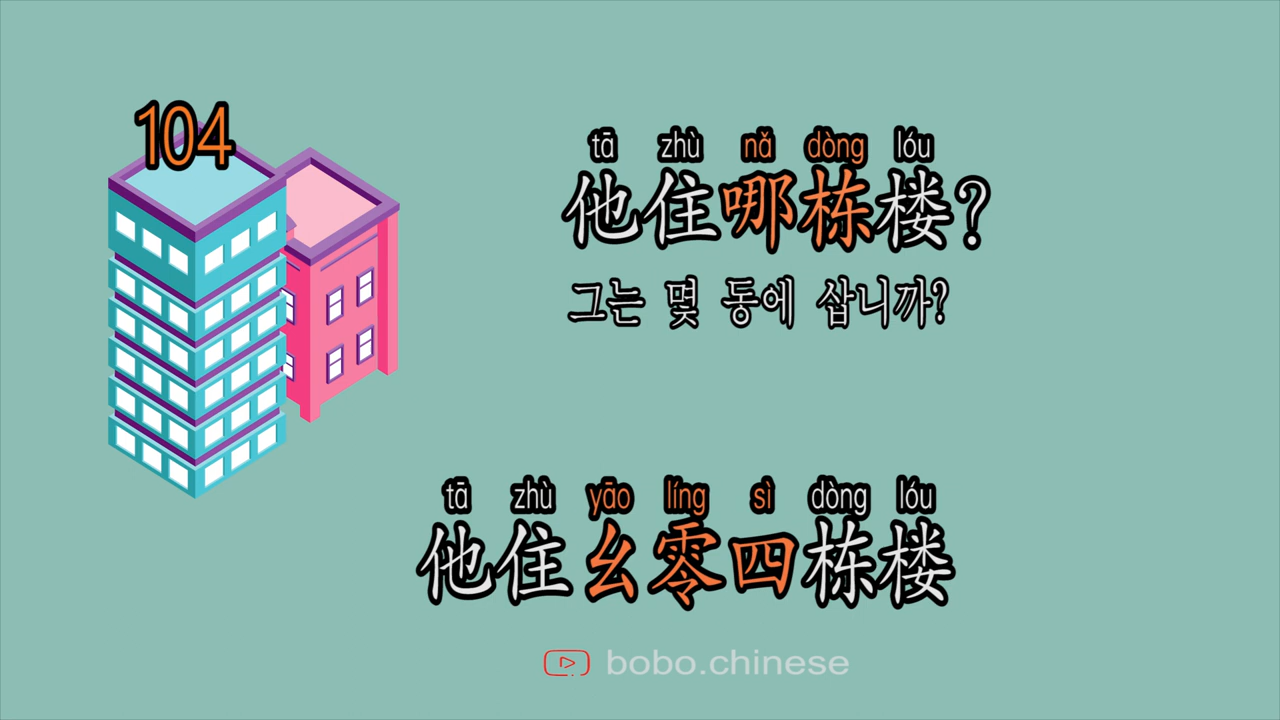 104
tā zhù nǎ dòng lóu
他住哪栋楼?
그는 몇 동에 삽니까?
tā zhù yāo líng sì dòng lóu
他住幺零四栋楼
bobo.chinese